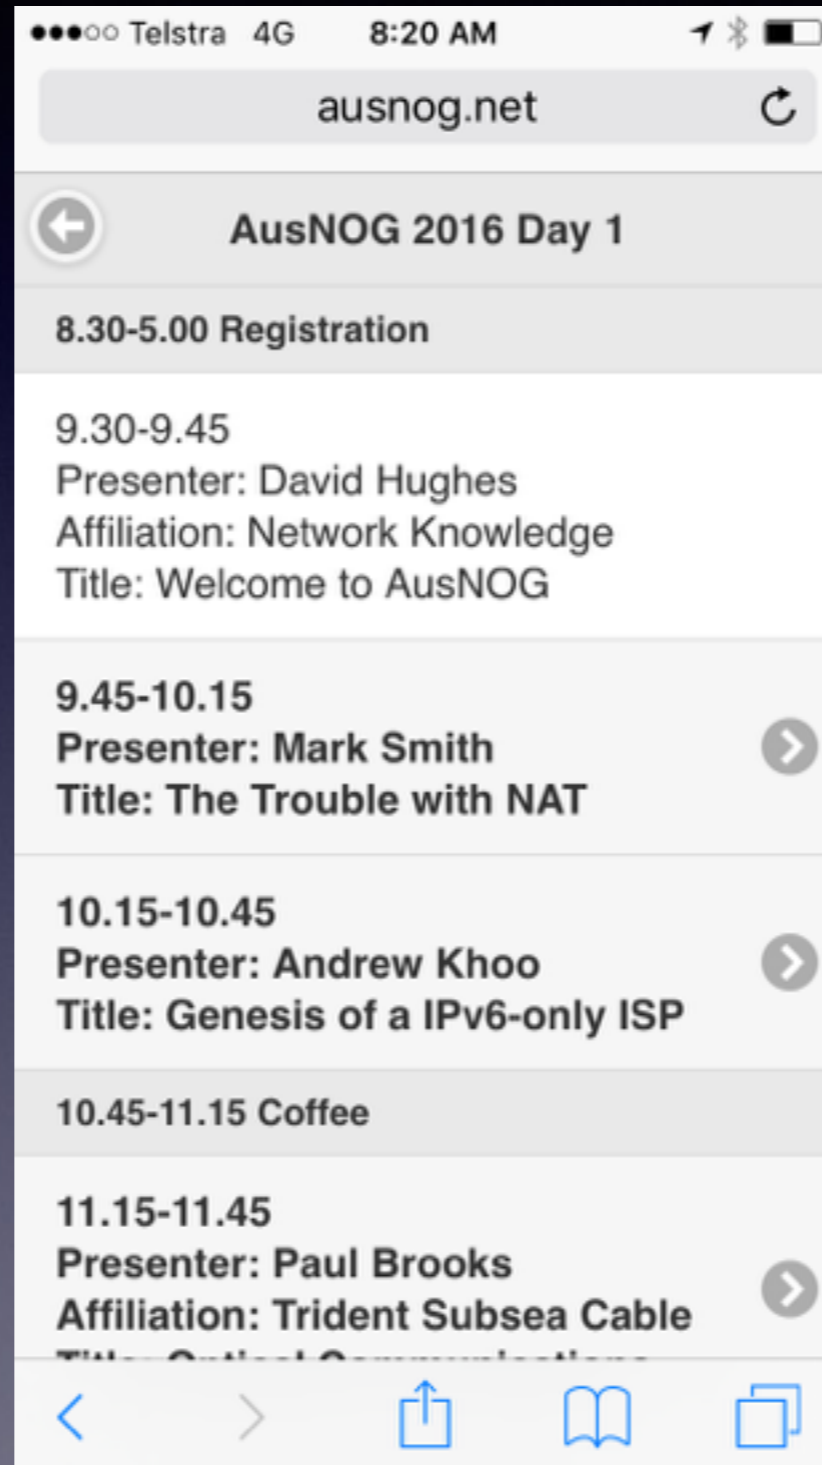 Telstra 4G 8:20 AM
ausnog.net
AusNOG 2016 Day 1
8.30-5.00 Registration
9.30-9.45
Presenter: David Hughes
Affiliation: Network Knowledge
Title: Welcome to AusNOG
9.45-10.15
Presenter: Mark Smith
Title: The Trouble with NAT
10.15-10.45
Presenter: Andrew Khoo
Title: Genesis of a IPv6-only ISP
10.45-11.15 Coffee
11.15-11.45
Presenter: Paul Brooks
Affiliation: Trident Subsea Cable
Title: Optical Communications